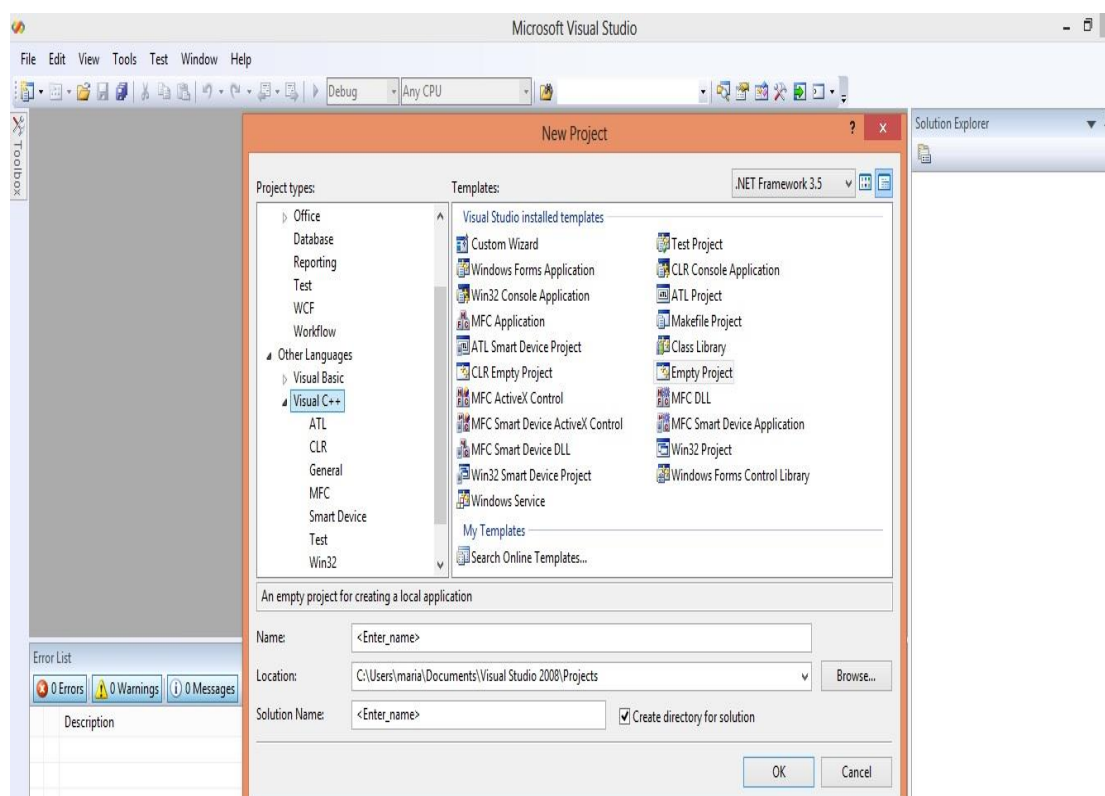 Microsoft Visual Studio
File Edit View Tools Test Window Help
Debug Any CPU
Toolbox
New Project ? x
Solution Explorer
Project types:
Office
Database
Reporting
Test
WCF
Workflow
Other Languages
Visual Basic
Visual C++
ATL
CLR
General
MFC
Smart Device
Test
Win32
Templates:
.NET Framework 3.5
Visual Studio installed templates
Custom Wizard
Windows Forms Application
Win32 Console Application
MFC Application
ATL Smart Device Project
CLR Empty Project
MFC ActiveX Control
MFC Smart Device ActiveX Control
MFC Smart Device DLL
Win32 Smart Device Project
Windows Service
Test Project
CLR Console Application
ATL Project
Makefile Project
Class Library
Empty Project
MFC DLL
MFC Smart Device Application
Win32 Project
Windows Forms Control Library
My Templates
Search Online Templates...
An empty project for creating a local application
Name: <Enter_name>
Location: C:\Users\maria\Documents\Visual Studio 2008\Projects Browse...
Solution Name: <Enter_name> Create directory for solution
OK Cancel
Error List
0 Errors 0 Warnings 0 Messages
Description